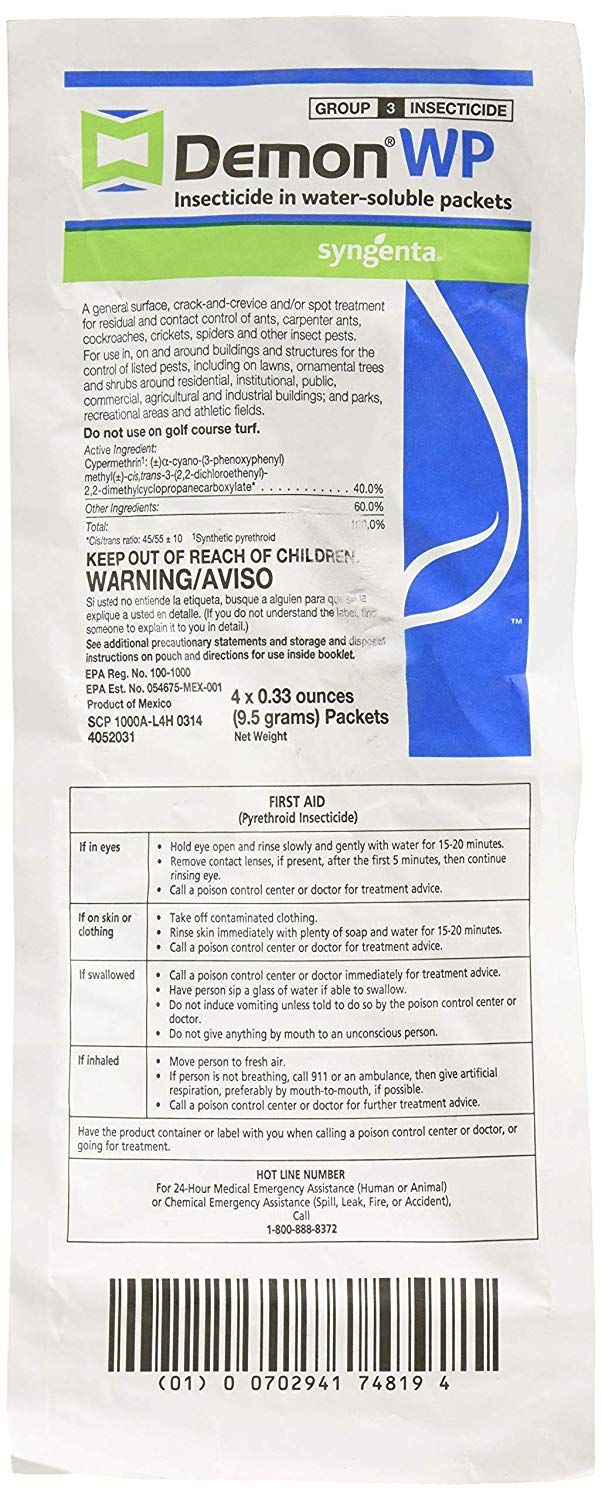 GROUP 3 INSECTICIDE
Demon® WP
Insecticide in water-soluble packets
syngenta®
A general surface, crack-and-crevice and/or spot treatment
for residual and contact control of ants, carpenter ants,
cockroaches, crickets, spiders and other insect pests.
For use in, on and around buildings and structures for the
control of listed pests, including on lawns, ornamental trees
and shrubs around residential, institutional, public,
commercial, agricultural and industrial buildings; and parks,
recreational areas and athletic fields.
Do not use on golf course turf.
Active Ingredient:
Cypermethrin¹: (±)α-cyano-(3-phenoxyphenyl)
methyl(±)-cis,trans-3-(2,2-dichloroethenyl)-
2,2-dimethylcyclopropanecarboxylate* . . . . . . . . . . . . 40.0%
Other Ingredients: 60.0%
Total: 100.0%
*Cis/trans ratio: 45/55 ± 10 ¹Synthetic pyrethroid
KEEP OUT OF REACH OF CHILDREN.
WARNING/AVISO
Si usted no entiende la etiqueta, busque a alguien para que se la
explique a usted en detalle. (If you do not understand the label, find
someone to explain it to you in detail.)
See additional precautionary statements and storage and disposal
instructions on pouch and directions for use inside booklet.
EPA Reg. No. 100-1000
EPA Est. No. 054675-MEX-001
Product of Mexico
SCP 1000A-L4H 0314
4052031
4 x 0.33 ounces
(9.5 grams) Packets
Net Weight
TM
FIRST AID
(Pyrethroid Insecticide)
If in eyes
• Hold eye open and rinse slowly and gently with water for 15-20 minutes.
• Remove contact lenses, if present, after the first 5 minutes, then continue
rinsing eye.
• Call a poison control center or doctor for treatment advice.
If on skin or
clothing
• Take off contaminated clothing.
• Rinse skin immediately with plenty of soap and water for 15-20 minutes.
• Call a poison control center or doctor for treatment advice.
If swallowed
• Call a poison control center or doctor immediately for treatment advice.
• Have person sip a glass of water if able to swallow.
• Do not induce vomiting unless told to do so by the poison control center or
doctor.
• Do not give anything by mouth to an unconscious person.
If inhaled
• Move person to fresh air.
• If person is not breathing, call 911 or an ambulance, then give artificial
respiration, preferably by mouth-to-mouth, if possible.
• Call a poison control center or doctor for further treatment advice.
Have the product container or label with you when calling a poison control center or doctor, or
going for treatment.
HOT LINE NUMBER
For 24-Hour Medical Emergency Assistance (Human or Animal)
or Chemical Emergency Assistance (Spill, Leak, Fire, or Accident),
Call
1-800-888-8372
(01) 0 0702941 74819 4